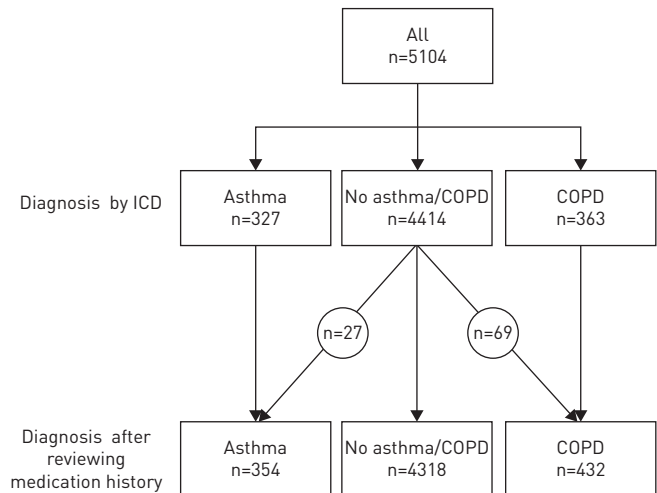 All
n=5104
Diagnosis by ICD
Asthma
n=327
No asthma/COPD
n=4414
COPD
n=363
n=27
n=69
Diagnosis after
reviewing
medication history
Asthma
n=354
No asthma/COPD
n=4318
COPD
n=432